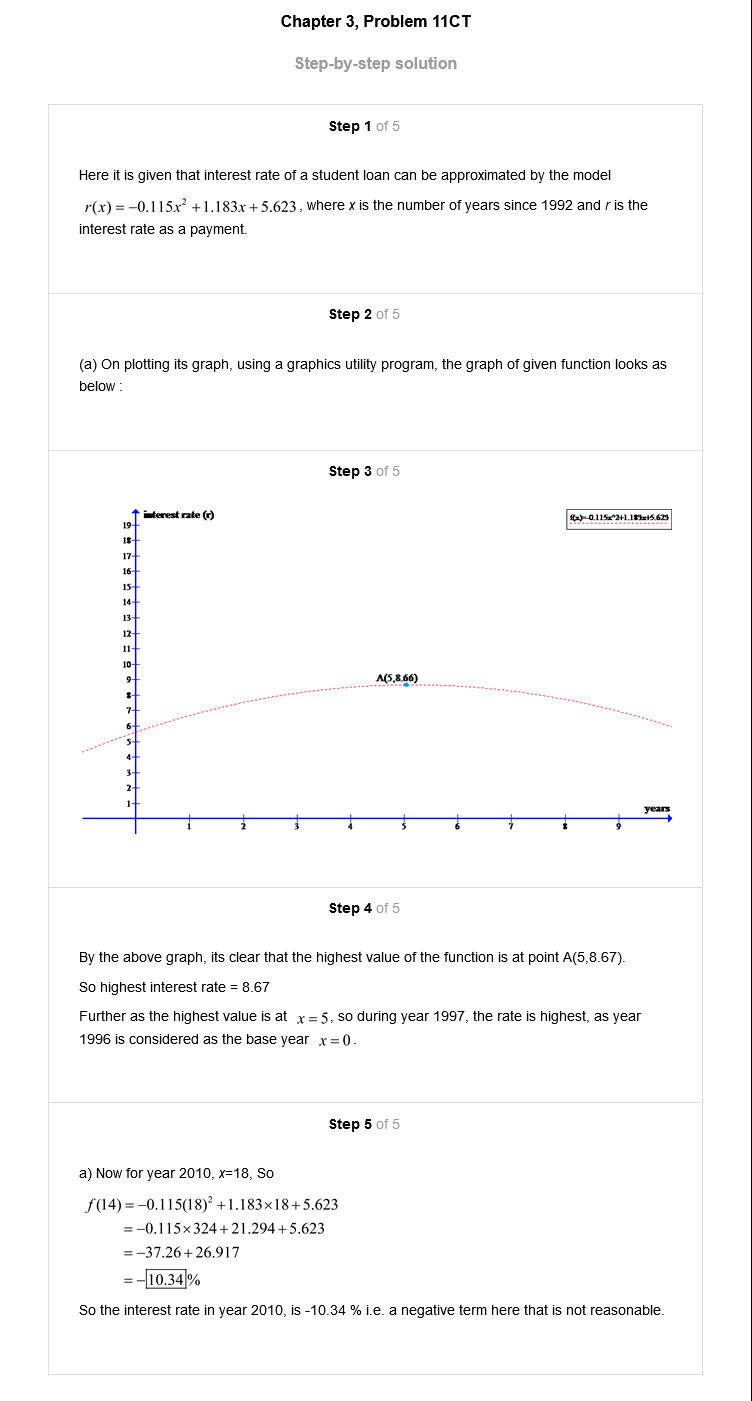 Chapter 3, Problem 11CT
Step-by-step solution
Step 1 of 5
Here it is given that interest rate of a student loan can be approximated by the model
r(x) = −0.115x² + 1.183x + 5.623, where x is the number of years since 1992 and r is the
interest rate as a payment.
Step 2 of 5
(a) On plotting its graph, using a graphics utility program, the graph of given function looks as
below :
Step 3 of 5
interest rate (r)
f(x)=-0.115x^2+1.183x+5.623
19
18
17
16
15
14
13
12
11
10
9
8
7
6
5
4
3
2
1
A(5,8.66)
years
1 2 3 4 5 6 7 8 9
Step 4 of 5
By the above graph, its clear that the highest value of the function is at point A(5,8.67).
So highest interest rate = 8.67
Further as the highest value is at x = 5, so during year 1997, the rate is highest, as year
1996 is considered as the base year x = 0.
Step 5 of 5
a) Now for year 2010, x=18, So
f(14) = −0.115(18)² + 1.183×18 + 5.623
= −0.115×324 + 21.294 + 5.623
= −37.26 + 26.917
= −10.34%
So the interest rate in year 2010, is -10.34 % i.e. a negative term here that is not reasonable.